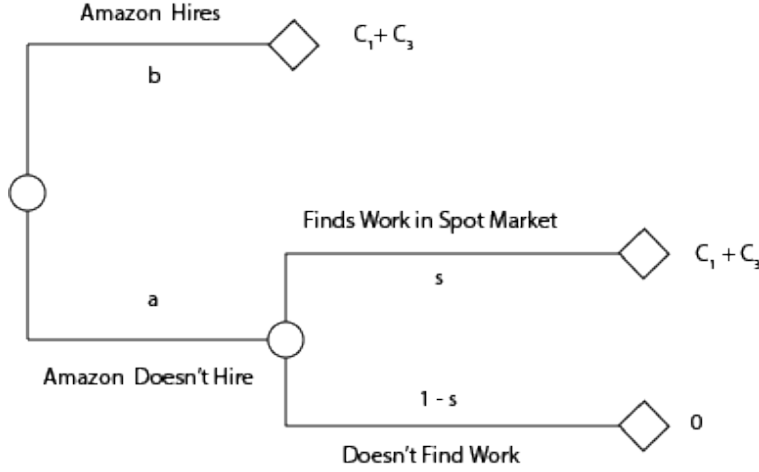 Amazon Hires
C₁+ C₃
b
Finds Work in Spot Market
C₁ + C₃
s
a
Amazon Doesn't Hire
1 - s
0
Doesn't Find Work